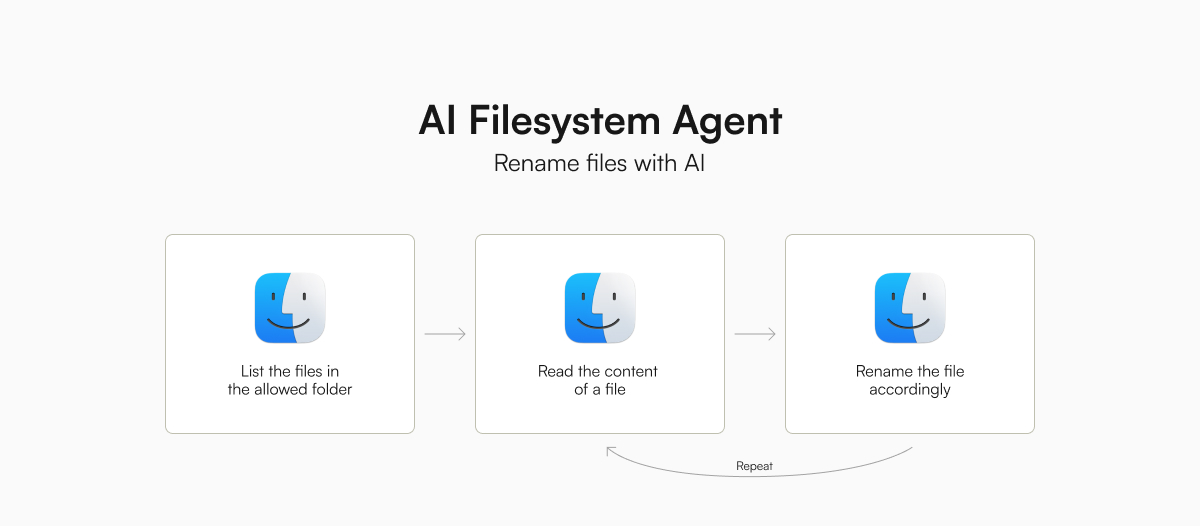 AI Filesystem Agent
Rename files with AI
List the files in
the allowed folder
Read the content
of a file
Rename the file
accordingly
Repeat